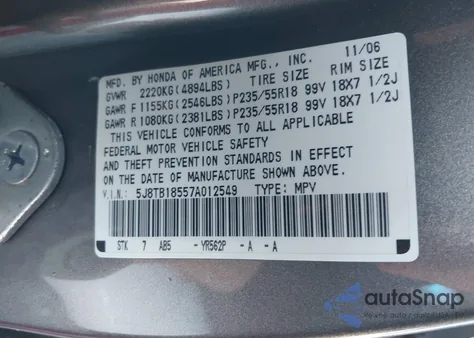 MFD. BY HONDA OF AMERICA MFG., INC. 11/06
GVWR 2220KG(4894LBS) TIRE SIZE RIM SIZE
GAWR F1155KG(2546LBS)P235/55R18 99V 18X7 1/2J
GAWR R1080KG(2381LBS)P235/55R18 99V 18X7 1/2J
THIS VEHICLE CONFORMS TO ALL APPLICABLE
FEDERAL MOTOR VEHICLE SAFETY
AND THEFT PREVENTION STANDARDS IN EFFECT
ON THE DATE OF MANUFACTURE SHOWN ABOVE.
V.I.N.: 5J8TB18557A012549 TYPE: MPV
STK 7 AB5 - YR562P - A - A
autoSnap